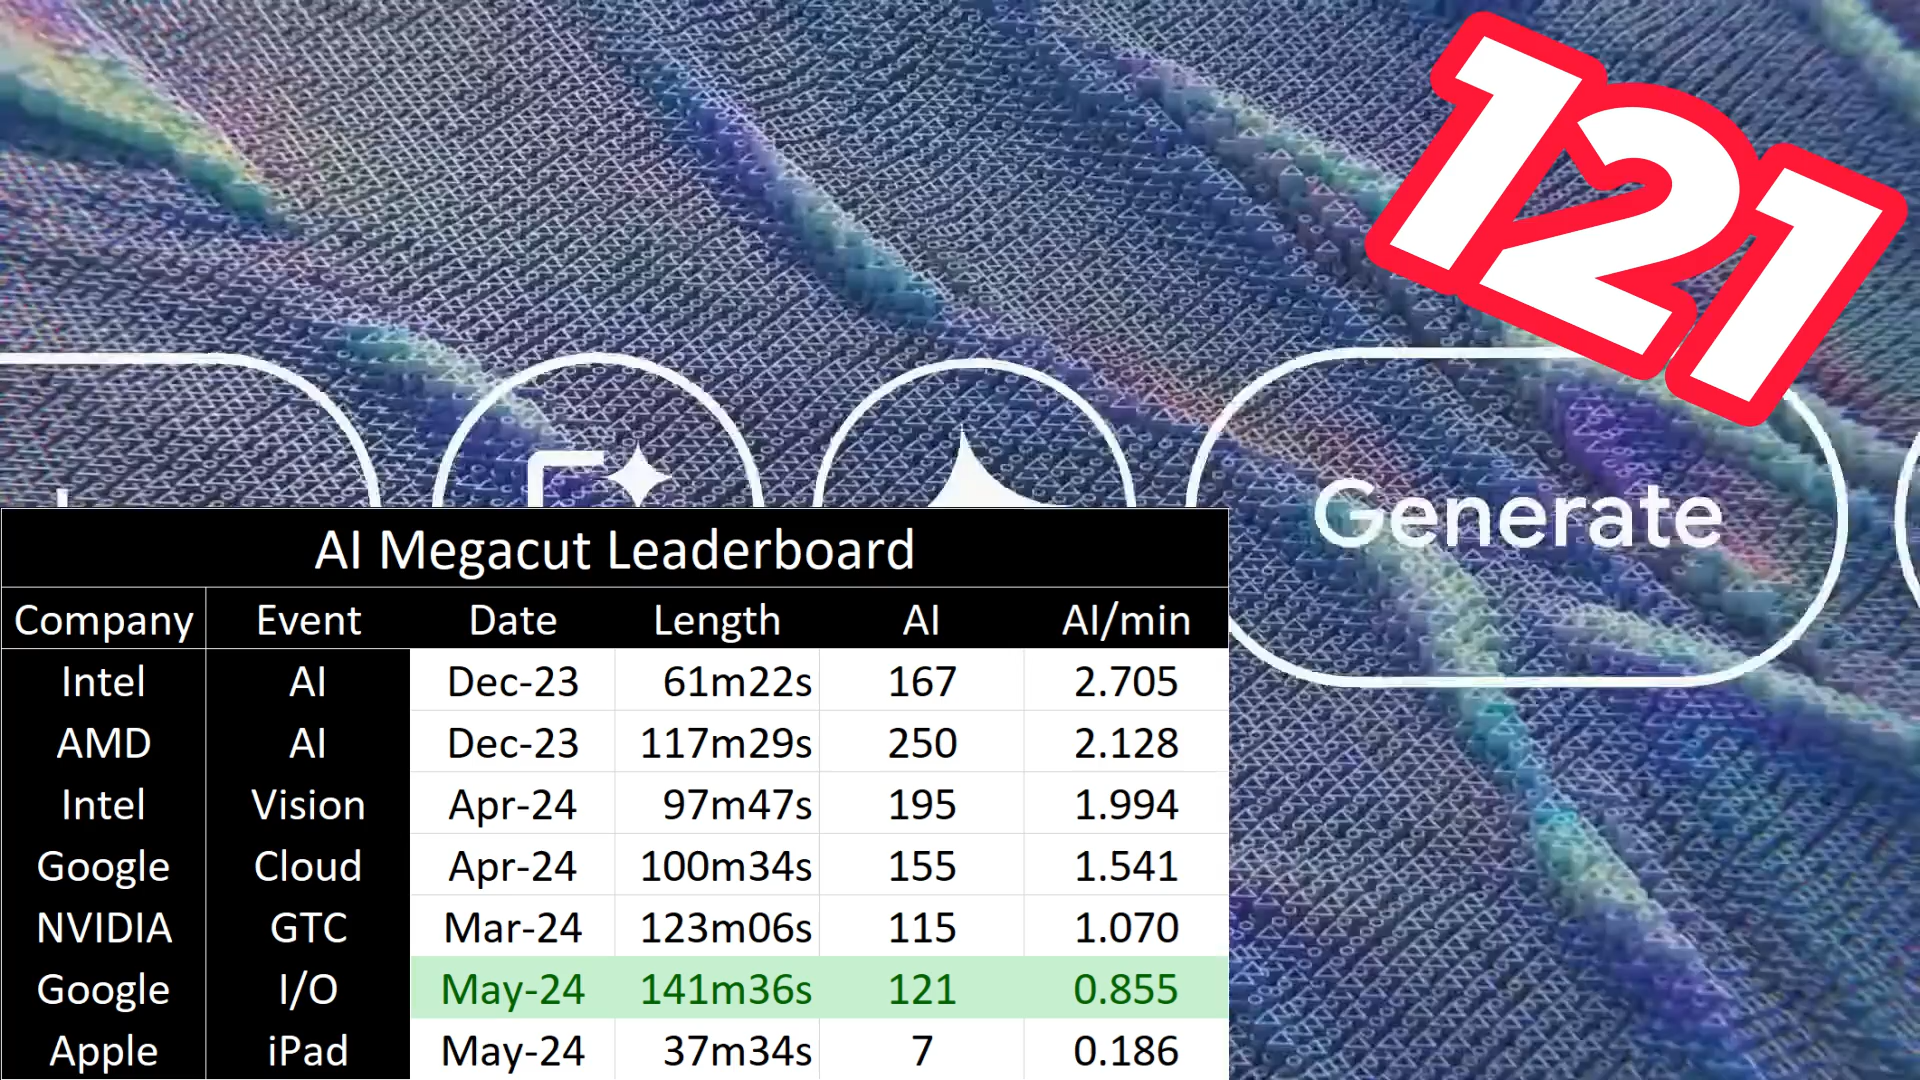 121
Generate
AI Megacut Leaderboard
Company Event Date Length AI AI/min
Intel AI Dec-23 61m22s 167 2.705
AMD AI Dec-23 117m29s 250 2.128
Intel Vision Apr-24 97m47s 195 1.994
Google Cloud Apr-24 100m34s 155 1.541
NVIDIA GTC Mar-24 123m06s 115 1.070
Google I/O May-24 141m36s 121 0.855
Apple iPad May-24 37m34s 7 0.186